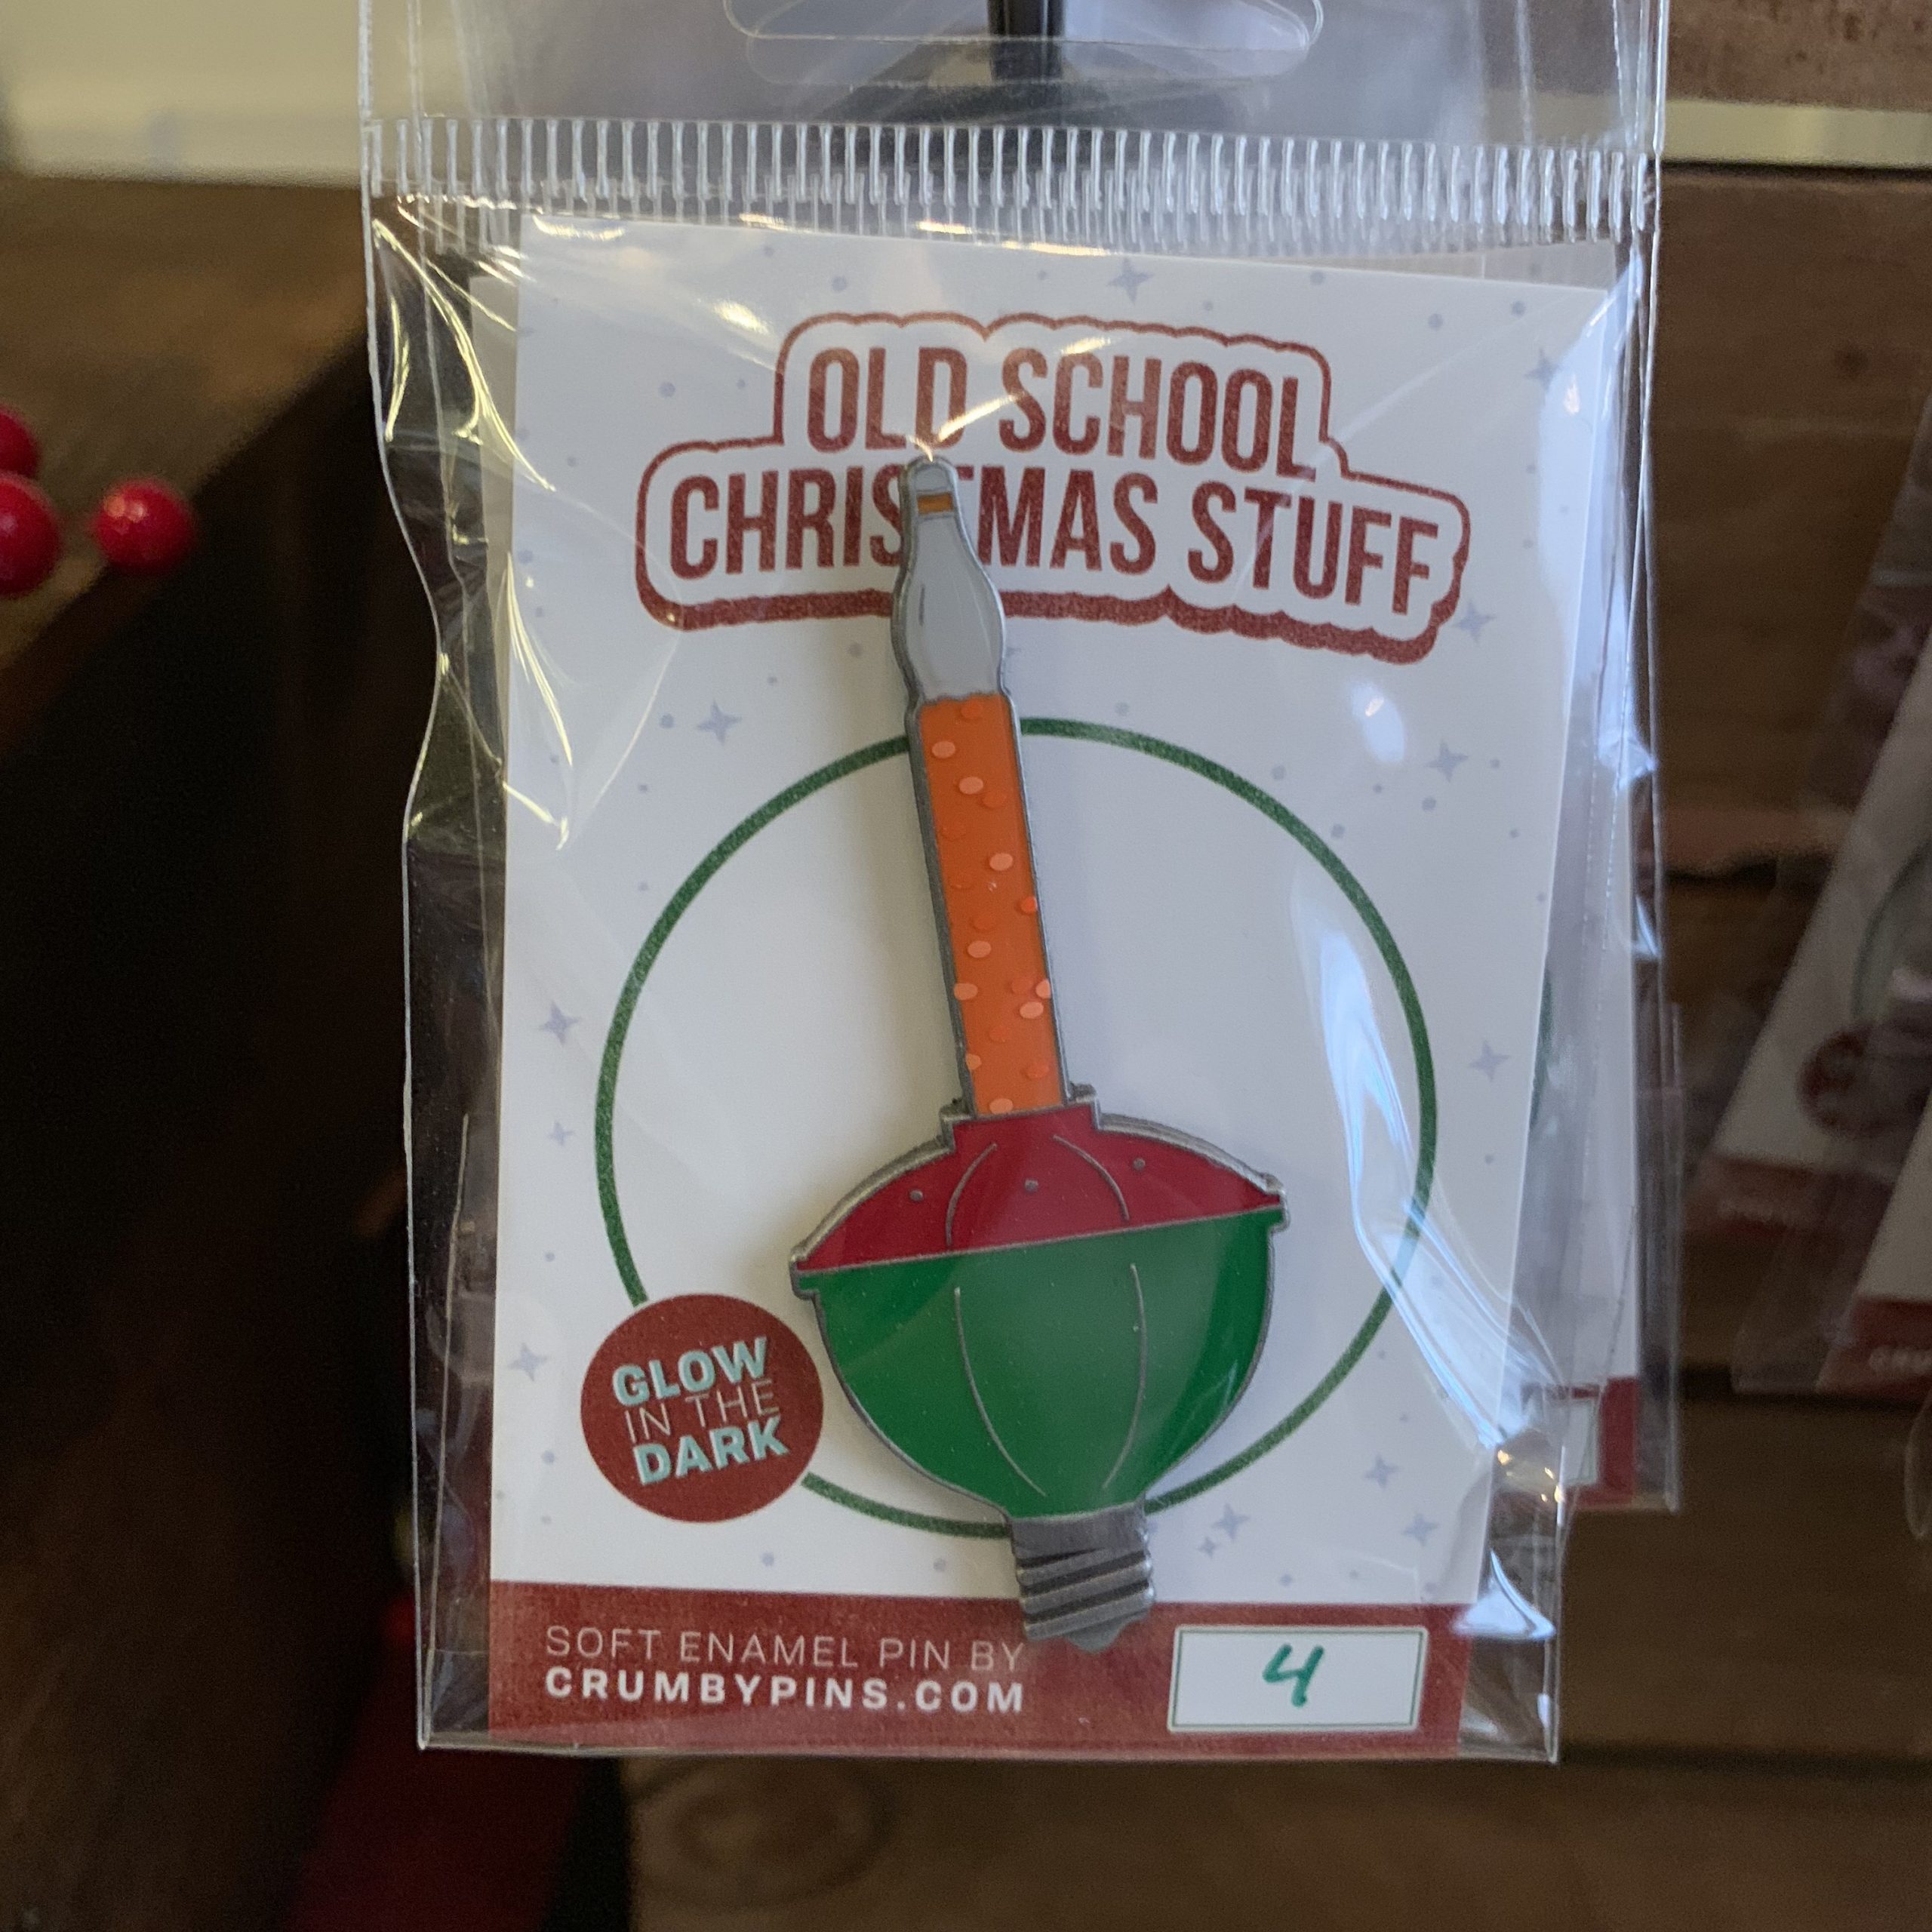 OLD SCHOOL
CHRISTMAS STUFF
GLOW
IN THE
DARK
SOFT ENAMEL PIN BY
CRUMBYPINS.COM
4